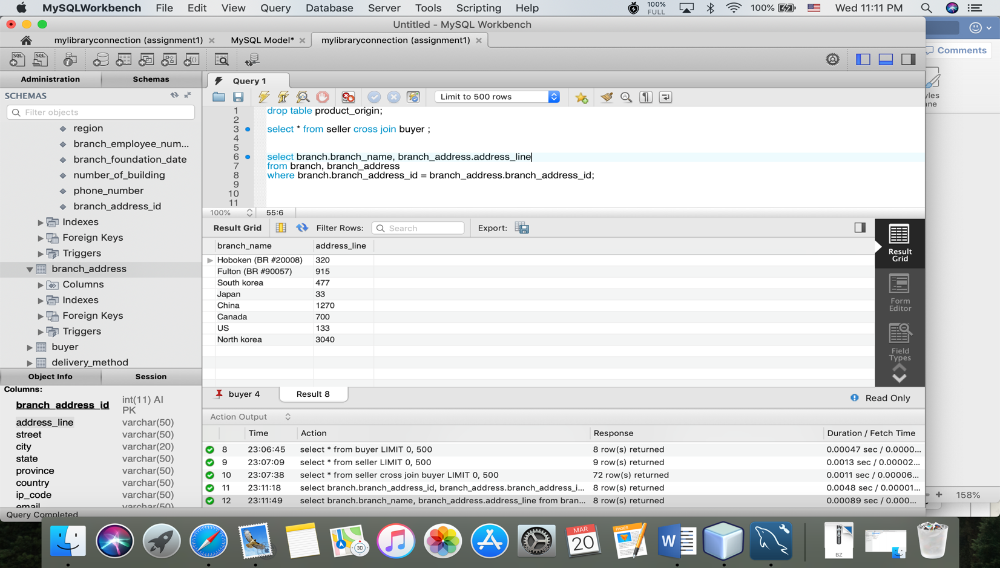 MySQLWorkbench File Edit View Query Database Server Tools Scripting Help 100% FULL 100% Wed 11:11 PM
Untitled - MySQL Workbench
mylibraryconnection (assignment1) MySQL Model* mylibraryconnection (assignment1)
Comments
Administration Schemas
Query 1
SCHEMAS
Limit to 500 rows
Filter objects
1 drop table product_origin;
2
3 select * from seller cross join buyer ;
4
5
6 select branch.branch_name, branch_address.address_line
7 from branch, branch_address
8 where branch.branch_address_id = branch_address.branch_address_id;
9
10
11
region
branch_employee_num...
branch_foundation_date
number_of_building
phone_number
branch_address_id
Indexes
Foreign Keys
Triggers
branch_address
Columns
Indexes
Foreign Keys
Triggers
buyer
delivery_method
100% 55:6
Result Grid Filter Rows: Search Export:
branch_name address_line
Hoboken (BR #20008) 320
Fulton (BR #90057) 915
South korea 477
Japan 33
China 1270
Canada 700
US 133
North korea 3040
Result Grid
Form Editor
Field Types
buyer 4 Result 8 Read Only
Object Info Session
Columns:
branch_address_id int(11) AI PK
address_line varchar(50)
street varchar(50)
city varchar(20)
state varchar(50)
province varchar(50)
country varchar(50)
ip_code varchar(50)
email varchar(50)
Action Output
Time Action Response Duration / Fetch Time
8 23:06:45 select * from buyer LIMIT 0, 500 8 row(s) returned 0.00047 sec / 0.0000...
9 23:07:09 select * from seller LIMIT 0, 500 9 row(s) returned 0.0013 sec / 0.00002...
10 23:07:38 select * from seller cross join buyer LIMIT 0, 500 72 row(s) returned 0.0011 sec / 0.00006...
11 23:11:18 select branch.branch_address_id, branch_address.branch_address_i... 8 row(s) returned 0.0048 sec / 0.00001...
12 23:11:49 select branch.branch_name, branch_address.address_line from bran... 8 row(s) returned 0.00089 sec / 0.000...
Query Completed
158%
3D
MAR
20
PAGES
W
BZ